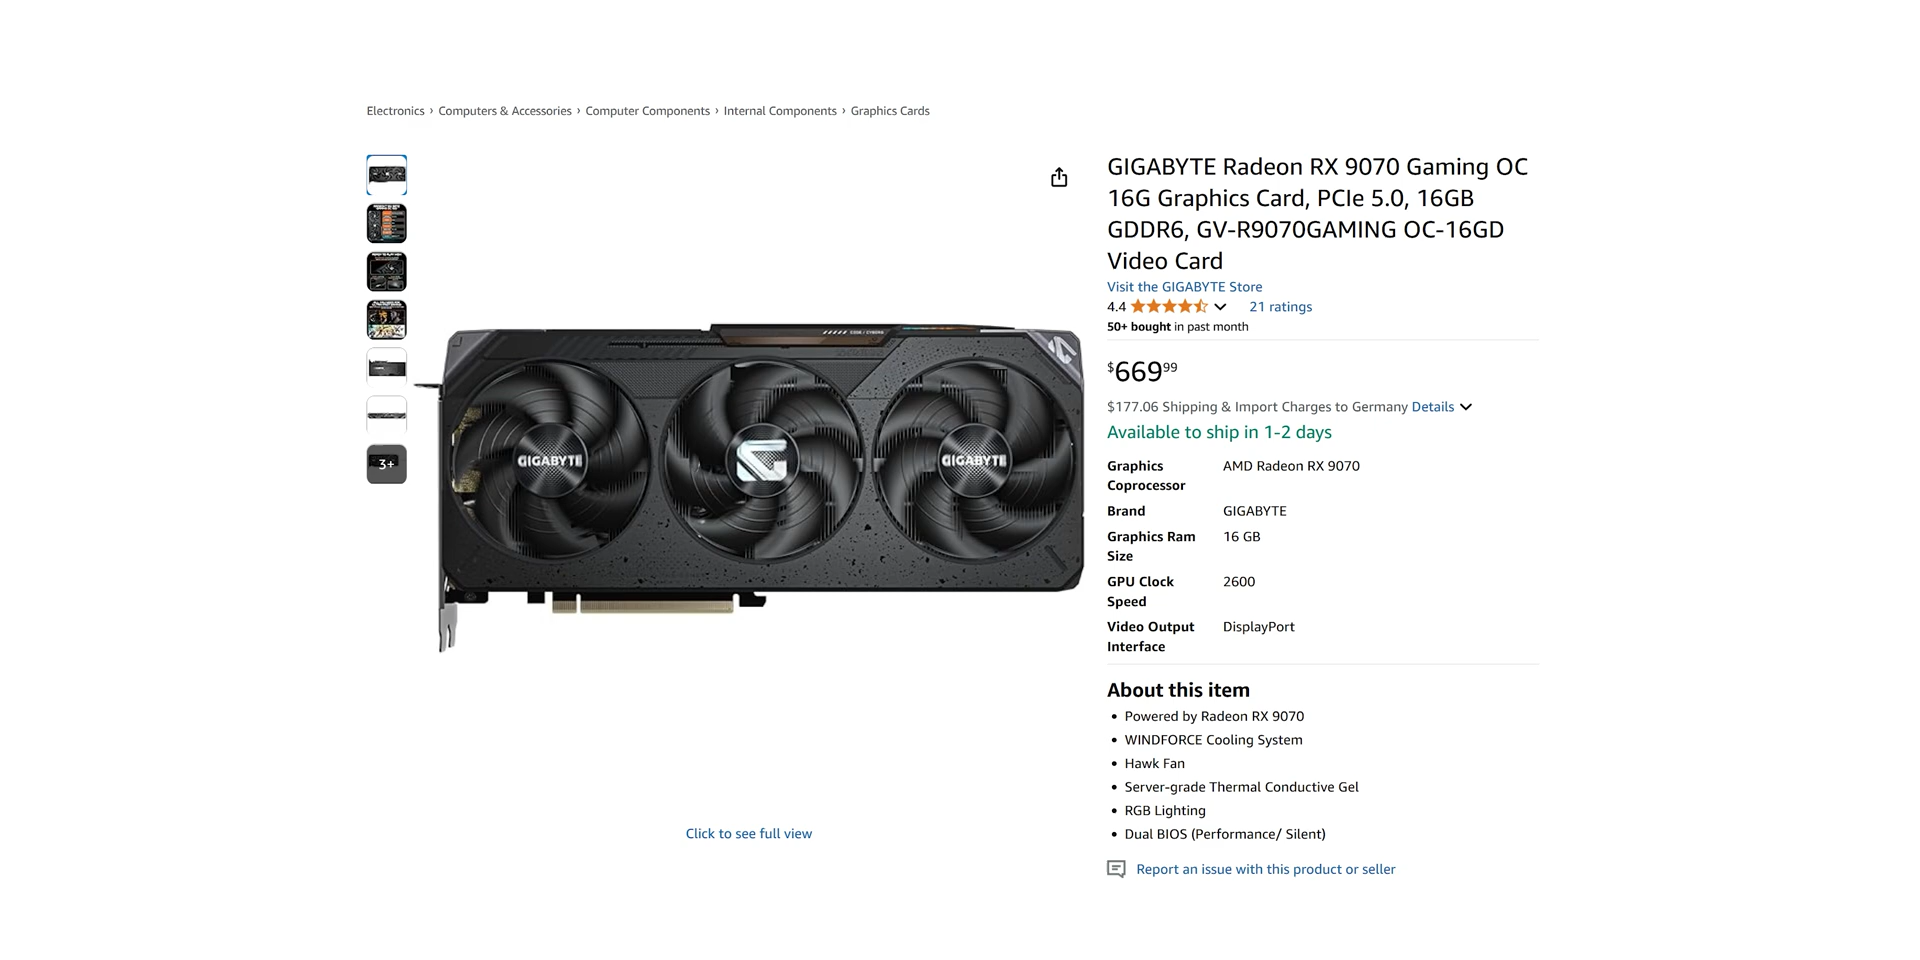 Electronics › Computers & Accessories › Computer Components › Internal Components › Graphics Cards
GIGABYTE Radeon RX 9070 Gaming OC
16G Graphics Card, PCIe 5.0, 16GB
GDDR6, GV-R9070GAMING OC-16GD
Video Card
Visit the GIGABYTE Store
4.4 21 ratings
50+ bought in past month
$66999
$177.06 Shipping & Import Charges to Germany Details
Available to ship in 1-2 days
Graphics Coprocessor AMD Radeon RX 9070
Brand GIGABYTE
Graphics Ram Size 16 GB
GPU Clock Speed 2600
Video Output Interface DisplayPort
About this item
• Powered by Radeon RX 9070
• WINDFORCE Cooling System
• Hawk Fan
• Server-grade Thermal Conductive Gel
• RGB Lighting
• Dual BIOS (Performance/ Silent)
Report an issue with this product or seller
3+
GIGABYTE
GIGABYTE
Click to see full view